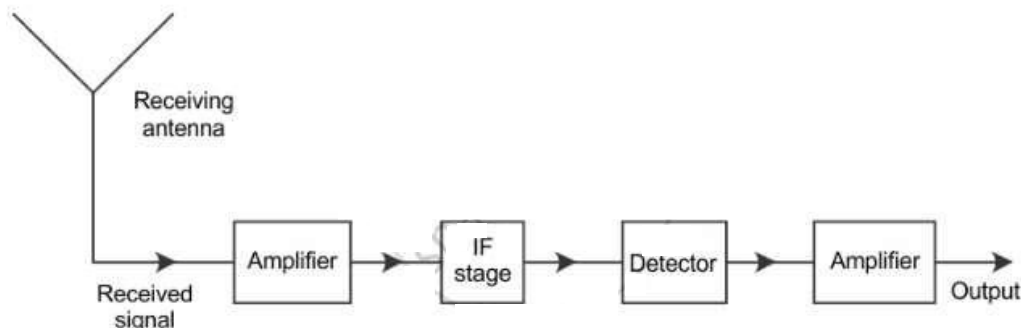 Receiving
antenna
Received
signal
Amplifier
IF
stage
Detector
Amplifier
Output